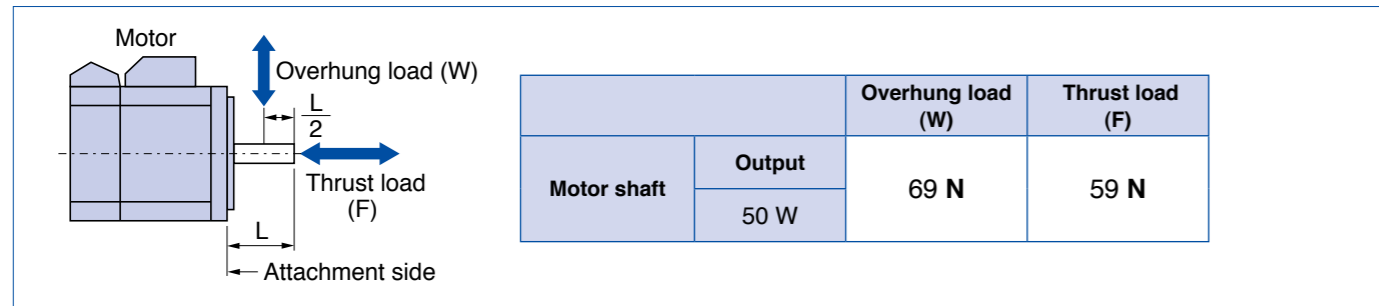 Motor
Overhung load (W)
L
2
Thrust load
(F)
L
Attachment side
Overhung load
(W)
Thrust load
(F)
Motor shaft
Output
50 W
69 N
59 N